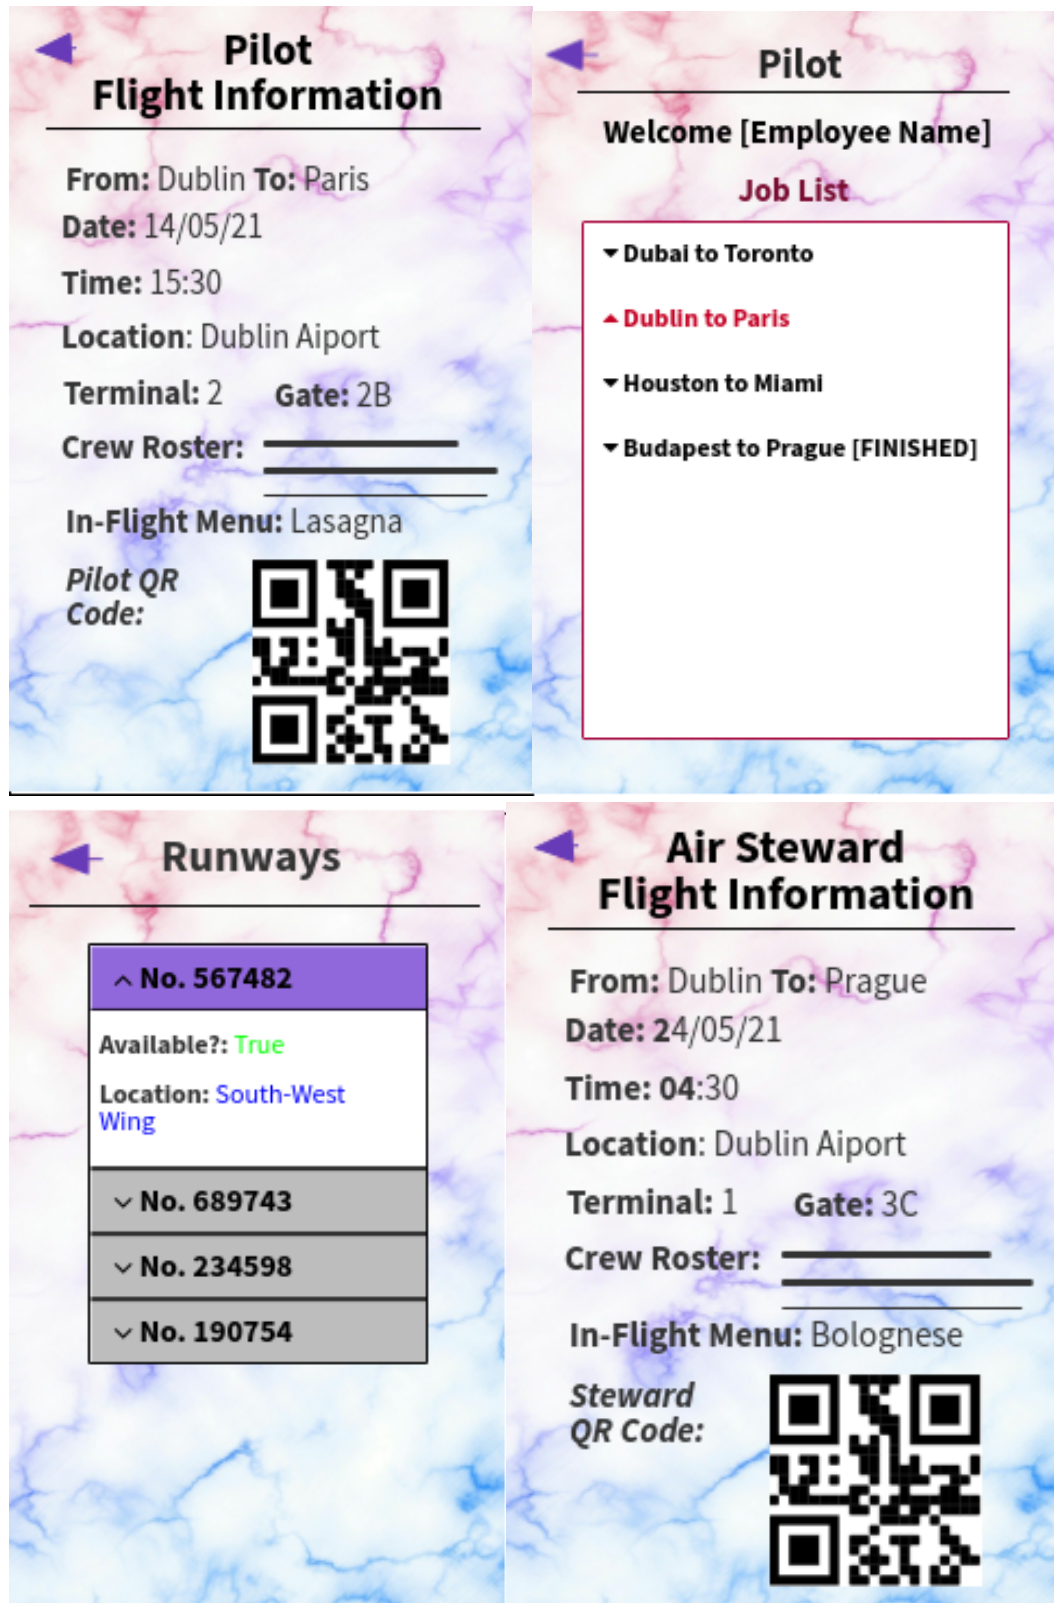 Pilot
Flight Information
From: Dublin To: Paris
Date: 14/05/21
Time: 15:30
Location: Dublin Aiport
Terminal: 2 Gate: 2B
Crew Roster:
In-Flight Menu: Lasagna
Pilot QR
Code:
Pilot
Welcome [Employee Name]
Job List
Dubai to Toronto
Dublin to Paris
Houston to Miami
Budapest to Prague [FINISHED]
Runways
No. 567482
Available?: True
Location: South-West
Wing
No. 689743
No. 234598
No. 190754
Air Steward
Flight Information
From: Dublin To: Prague
Date: 24/05/21
Time: 04:30
Location: Dublin Aiport
Terminal: 1 Gate: 3C
Crew Roster:
In-Flight Menu: Bolognese
Steward
QR Code: